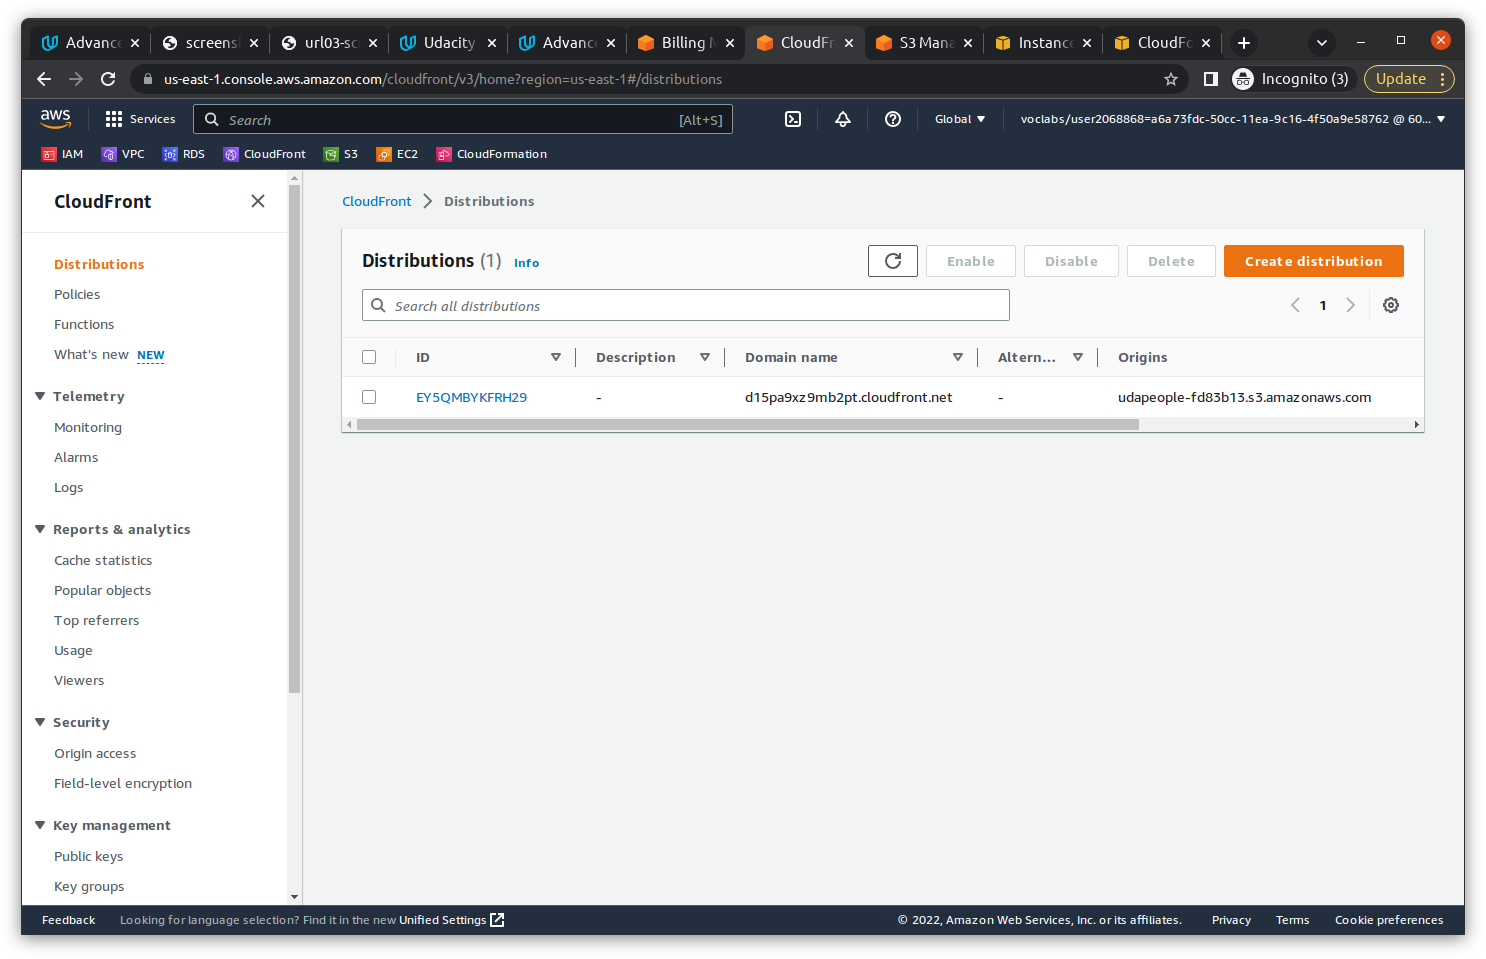 Advance screensh url03-scr Udacity Advance Billing M CloudFr S3 Mana Instance CloudFo
us-east-1.console.aws.amazon.com/cloudfront/v3/home?region=us-east-1#/distributions Incognito (3) Update
aws Services Search [Alt+S] Global voclabs/user2068868=a6a73fdc-50cc-11ea-9c16-4f50a9e58762 @ 60...
IAM VPC RDS CloudFront S3 EC2 CloudFormation
CloudFront
Distributions
Policies
Functions
What's new NEW
Telemetry
Monitoring
Alarms
Logs
Reports & analytics
Cache statistics
Popular objects
Top referrers
Usage
Viewers
Security
Origin access
Field-level encryption
Key management
Public keys
Key groups
CloudFront Distributions
Distributions (1) Info Enable Disable Delete Create distribution
Search all distributions 1
ID Description Domain name Altern... Origins
EY5QMBYKFRH29 - d15pa9xz9mb2pt.cloudfront.net - udapeople-fd83b13.s3.amazonaws.com
Feedback Looking for language selection? Find it in the new Unified Settings © 2022, Amazon Web Services, Inc. or its affiliates. Privacy Terms Cookie preferences